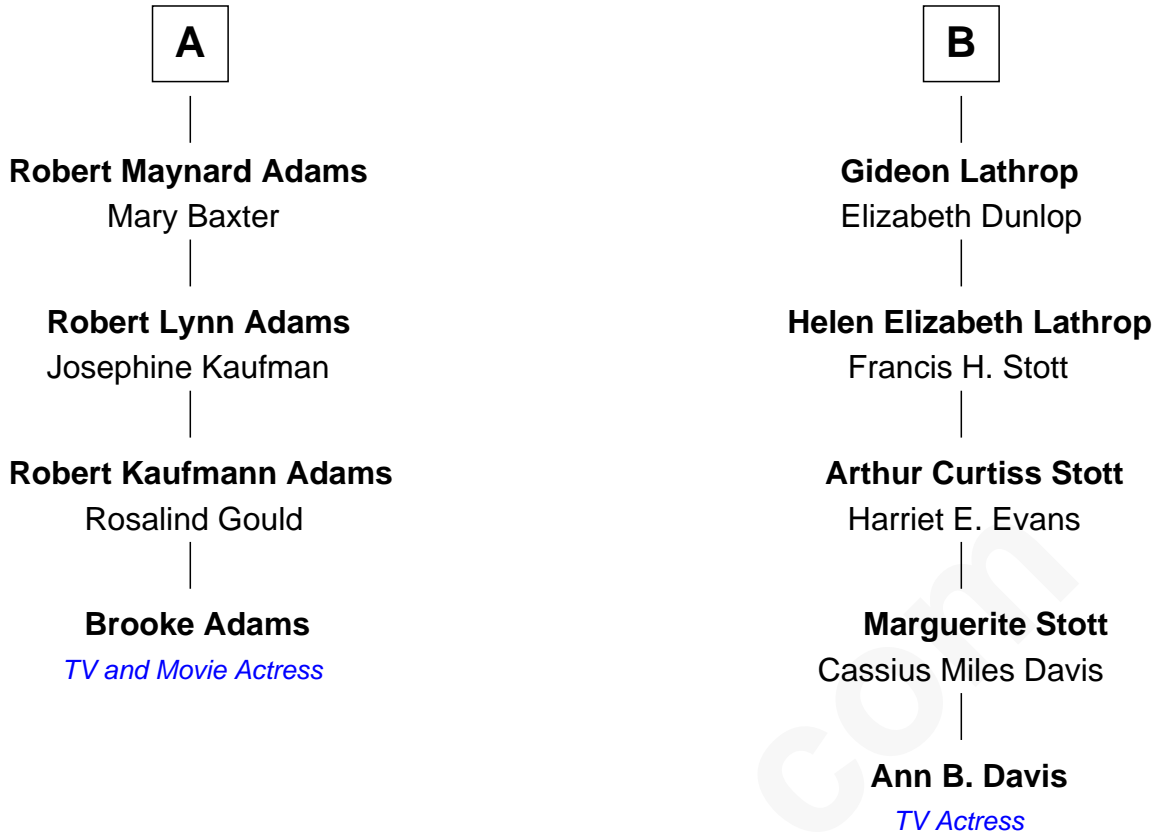 A
Robert Maynard Adams
Mary Baxter
Robert Lynn Adams
Josephine Kaufman
Robert Kaufmann Adams
Rosalind Gould
Brooke Adams
TV and Movie Actress
B
Gideon Lathrop
Elizabeth Dunlop
Helen Elizabeth Lathrop
Francis H. Stott
Arthur Curtiss Stott
Harriet E. Evans
Marguerite Stott
Cassius Miles Davis
Ann B. Davis
TV Actress
com